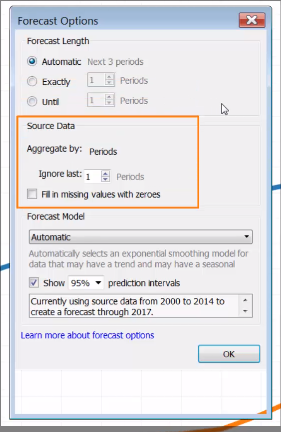 Forecast Options
Forecast Length
Automatic Next 3 periods
Exactly 1 Periods
Until 1 Periods
Source Data
Aggregate by: Periods
Ignore last: 1 Periods
Fill in missing values with zeroes
Forecast Model
Automatic
Automatically selects an exponential smoothing model for
data that may have a trend and may have a seasonal
Show 95% prediction intervals
Currently using source data from 2000 to 2014 to
create a forecast through 2017.
Learn more about forecast options
OK